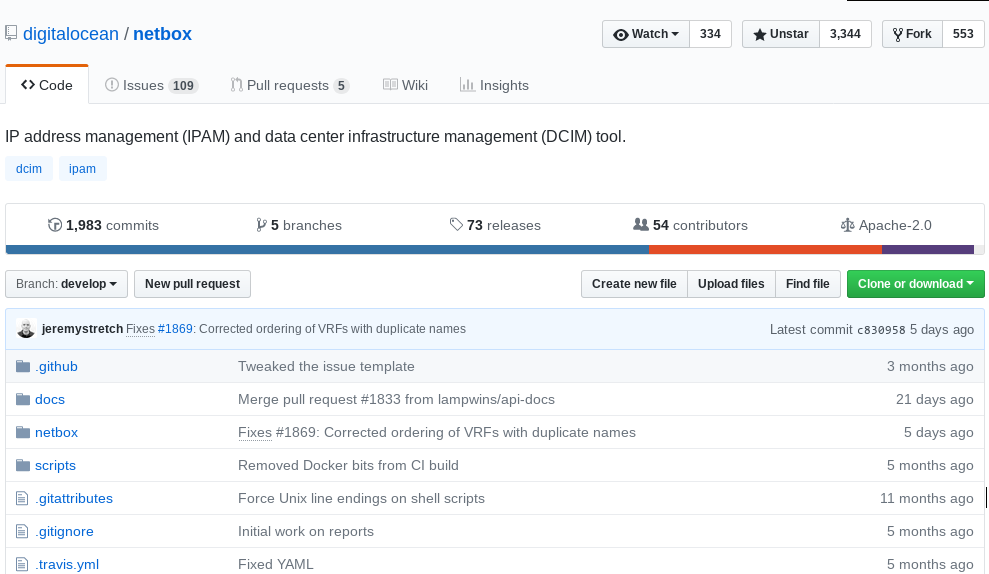 digitalocean / netbox Watch 334 Unstar 3,344 Fork 553
Code Issues 109 Pull requests 5 Wiki Insights
IP address management (IPAM) and data center infrastructure management (DCIM) tool.
dcim ipam
1,983 commits 5 branches 73 releases 54 contributors Apache-2.0
Branch: develop New pull request Create new file Upload files Find file Clone or download
jeremystretch Fixes #1869: Corrected ordering of VRFs with duplicate names Latest commit c830958 5 days ago
.github Tweaked the issue template 3 months ago
docs Merge pull request #1833 from lampwins/api-docs 21 days ago
netbox Fixes #1869: Corrected ordering of VRFs with duplicate names 5 days ago
scripts Removed Docker bits from CI build 5 months ago
.gitattributes Force Unix line endings on shell scripts 11 months ago
.gitignore Initial work on reports 5 months ago
.travis.yml Fixed YAML 5 months ago